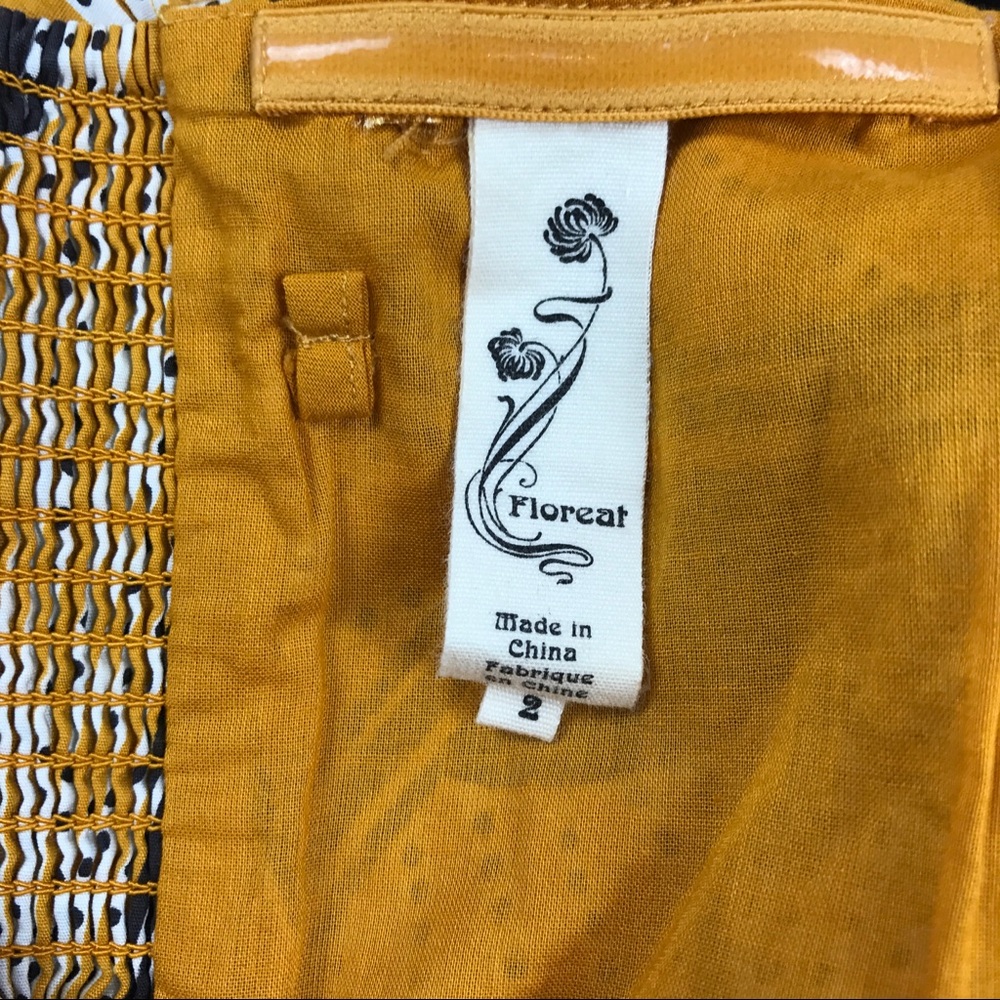 Floreat
Made in
China
Fabrique
en Chine
2